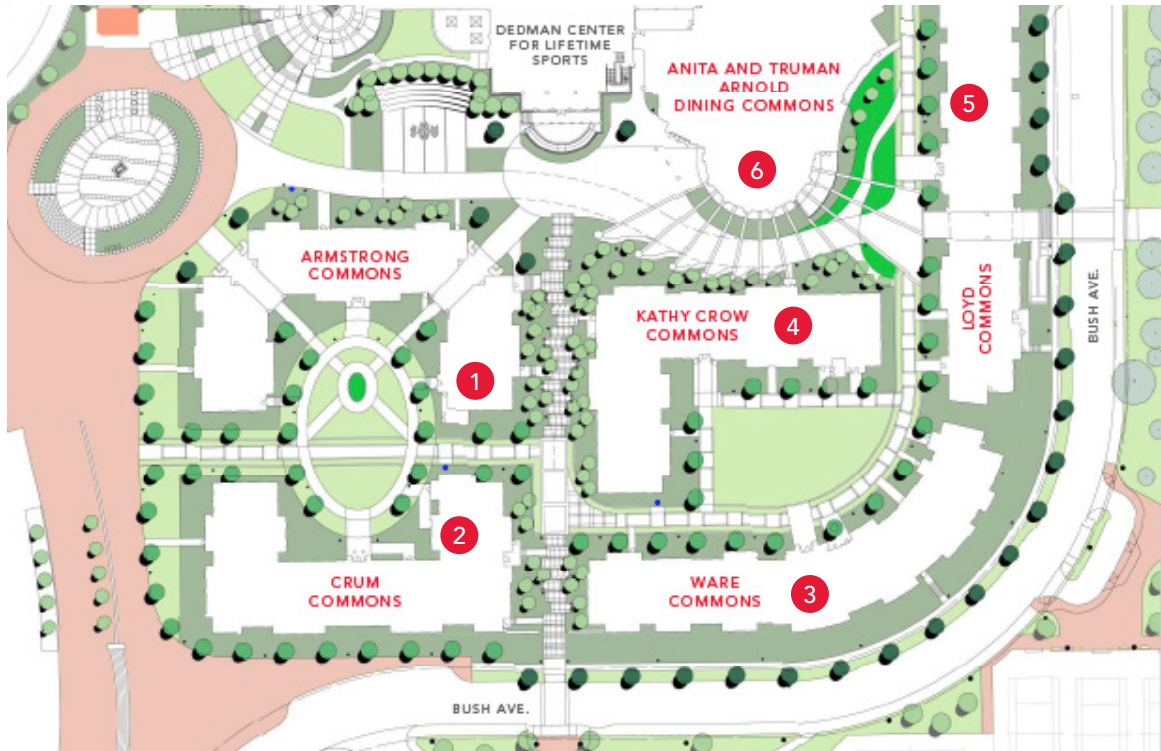 DEDMAN CENTER
FOR LIFETIME
SPORTS
ANITA AND TRUMAN
ARNOLD
DINING COMMONS
5
6
ARMSTRONG
COMMONS
KATHY CROW
COMMONS
4
LOYD
COMMONS
BUSH AVE.
1
2
CRUM
COMMONS
WARE
COMMONS
3
BUSH AVE.